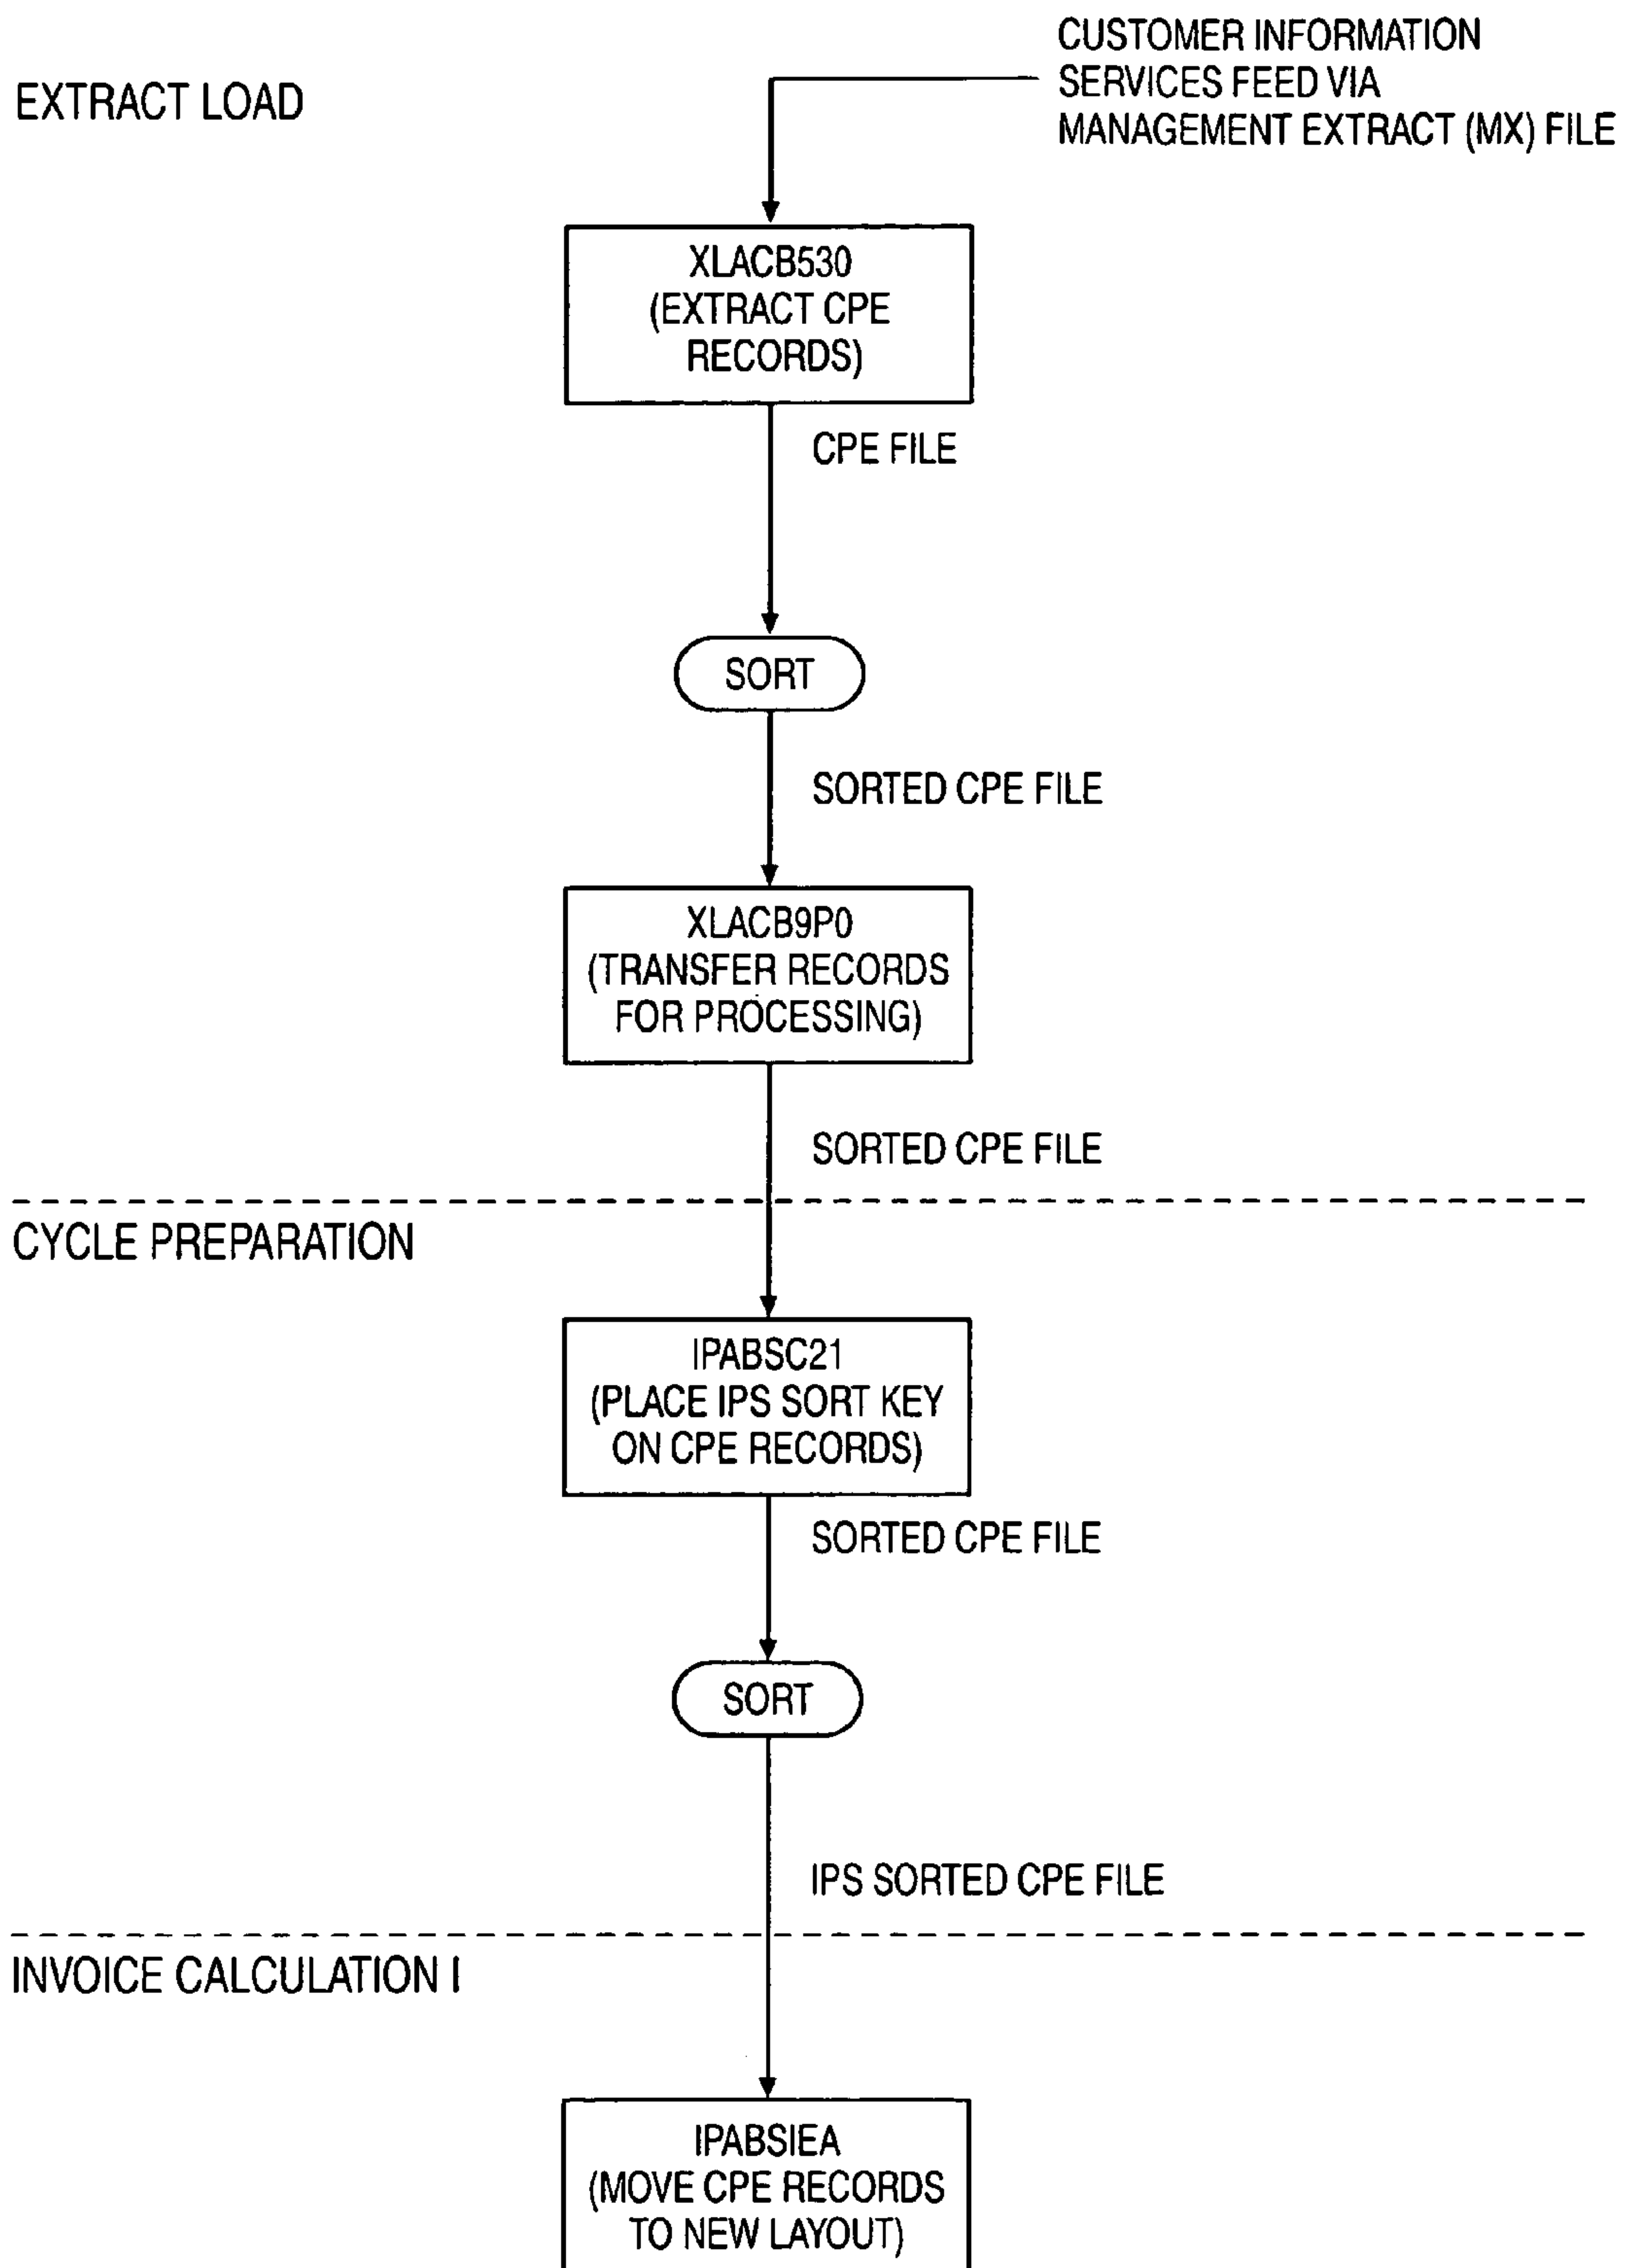 CUSTOMER INFORMATION
SERVICES FEED VIA
MANAGEMENT EXTRACT (MX) FILE
EXTRACT LOAD
XLACB530
(EXTRACT CPE
RECORDS)
CPE FILE
SORT
SORTED CPE FILE
XLACB9P0
(TRANSFER RECORDS
FOR PROCESSING)
SORTED CPE FILE
CYCLE PREPARATION
IPABSC21
(PLACE IPS SORT KEY
ON CPE RECORDS)
SORTED CPE FILE
SORT
IPS SORTED CPE FILE
INVOICE CALCULATION I
IPABSIEA
(MOVE CPE RECORDS
TO NEW LAYOUT)